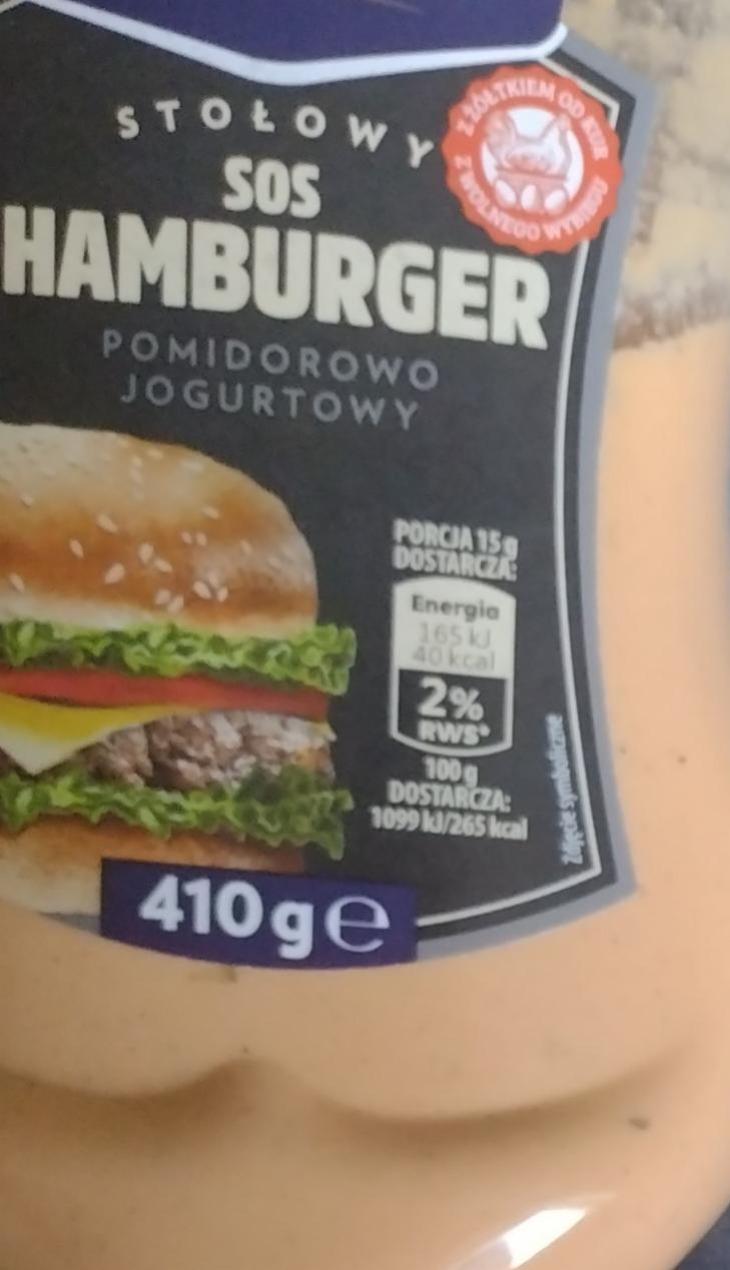 STOŁOWY
SOS
HAMBURGER
POMIDOROWO
JOGURTOWY
Z ŻÓŁTKIEM OD KUR
Z WOLNEGO WYBIEGU
PORCJA 15 g
DOSTARCZA:
Energia
165 kJ
40 kcal
2%
RWS*
100 g
DOSTARCZA:
1099 kJ/265 kcal
Zdjęcie symboliczne
410 g e